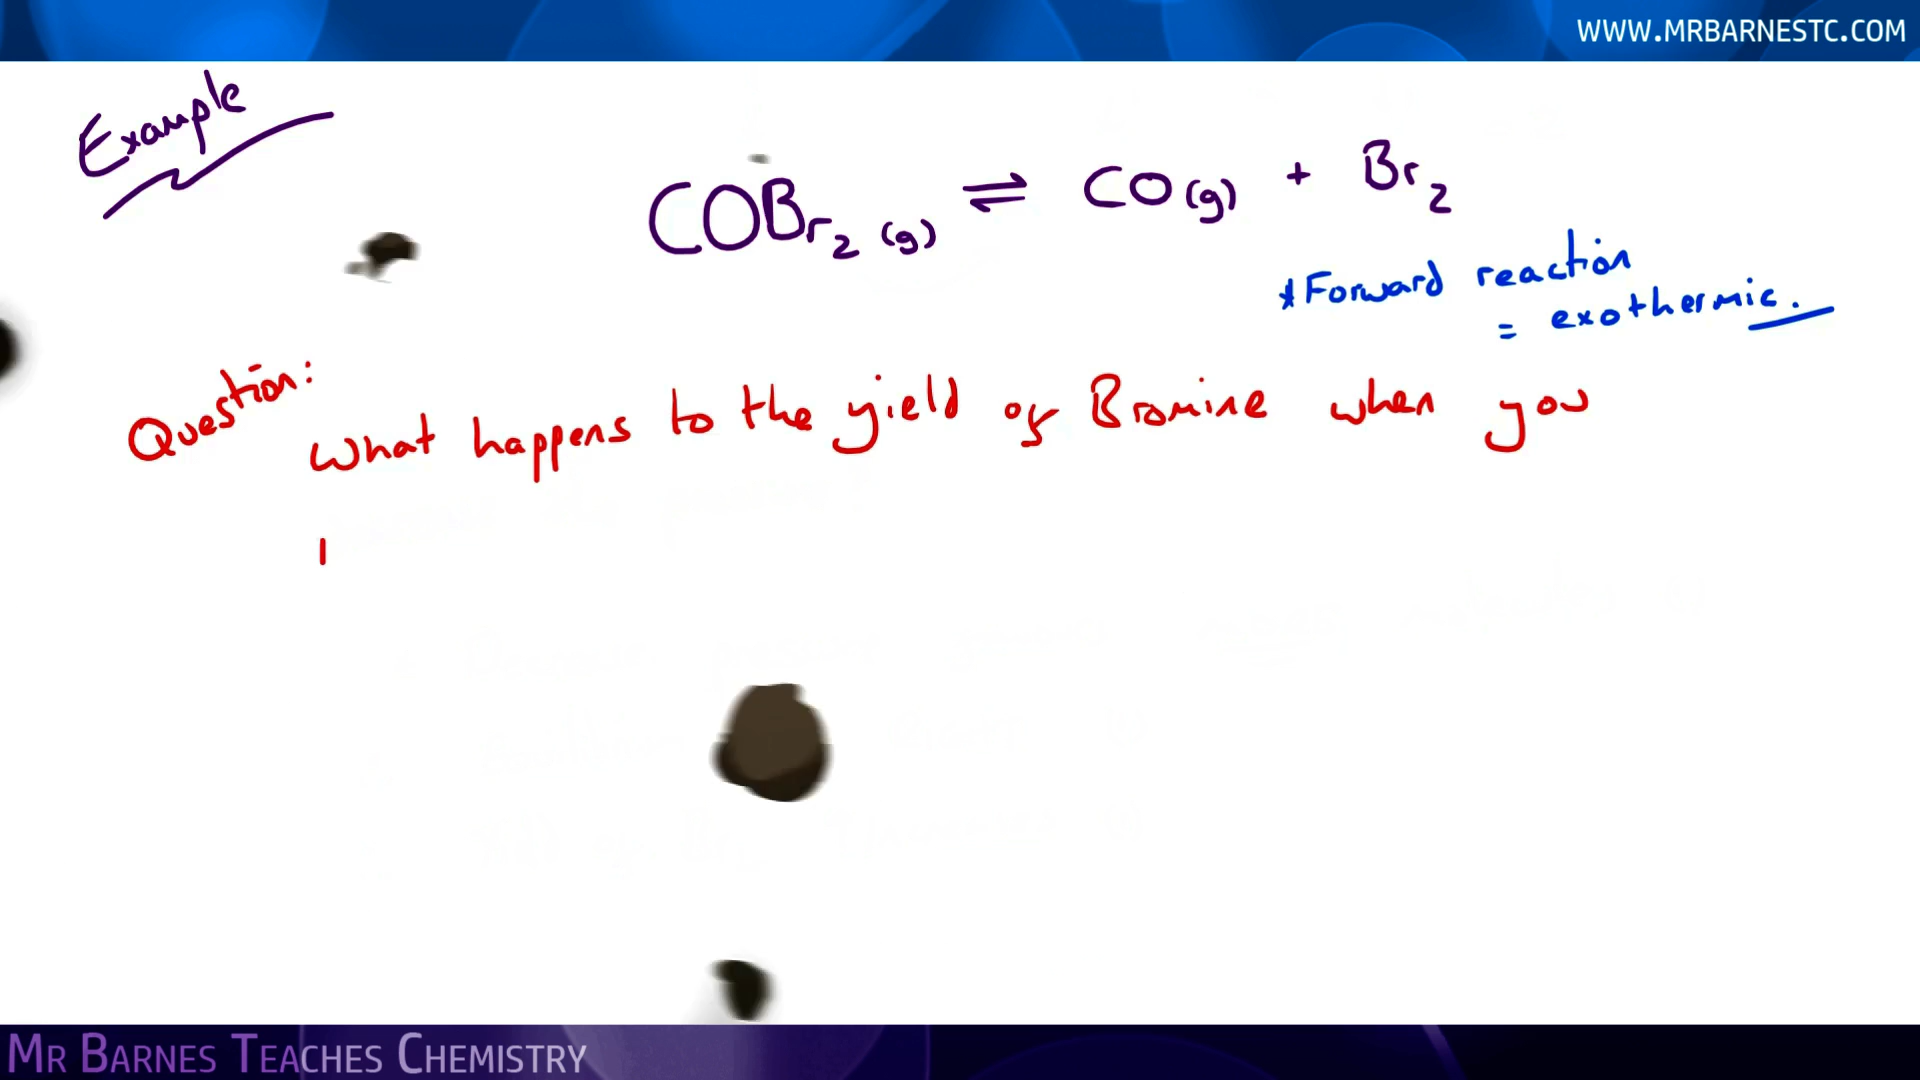 WWW.MRBARNESTC.COM
Example
COBr₂ (g) ⇌ CO(g) + Br₂
*Forward reaction
= exothermic.
Question:
What happens to the yield of Bromine when you
MR BARNES TEACHES CHEMISTRY